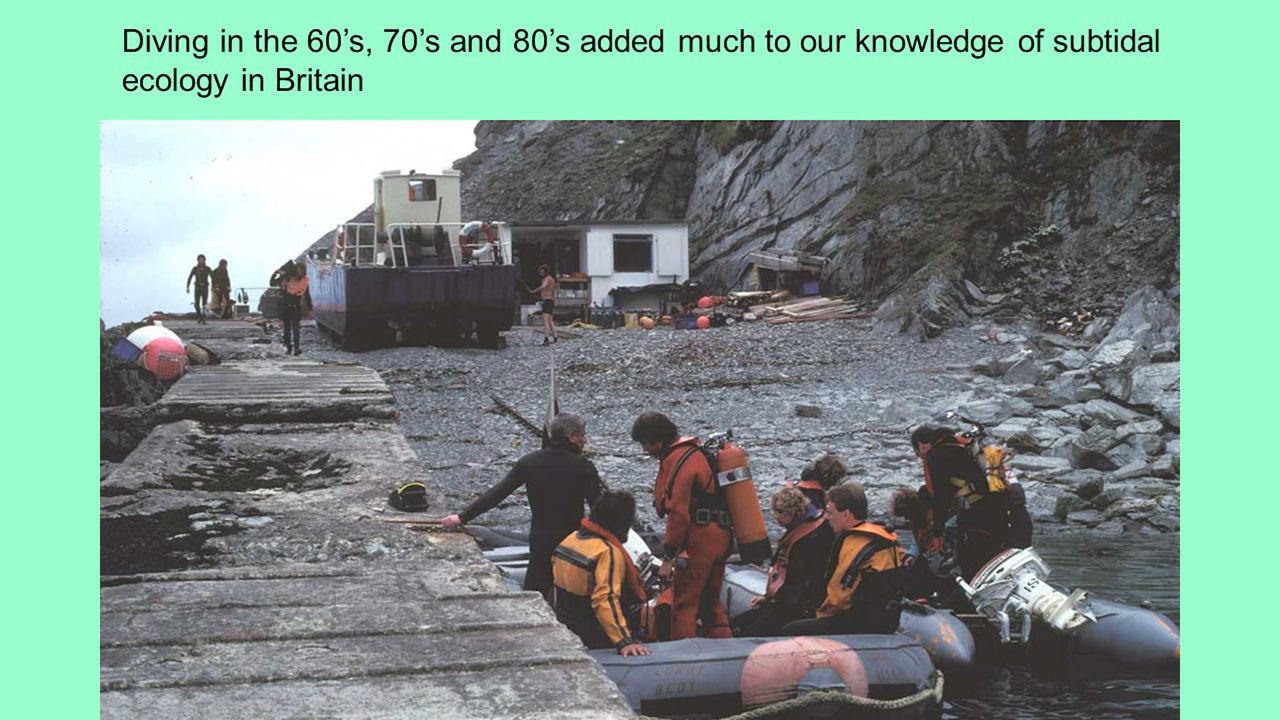 Diving in the 60’s, 70’s and 80’s added much to our knowledge of subtidal
ecology in Britain